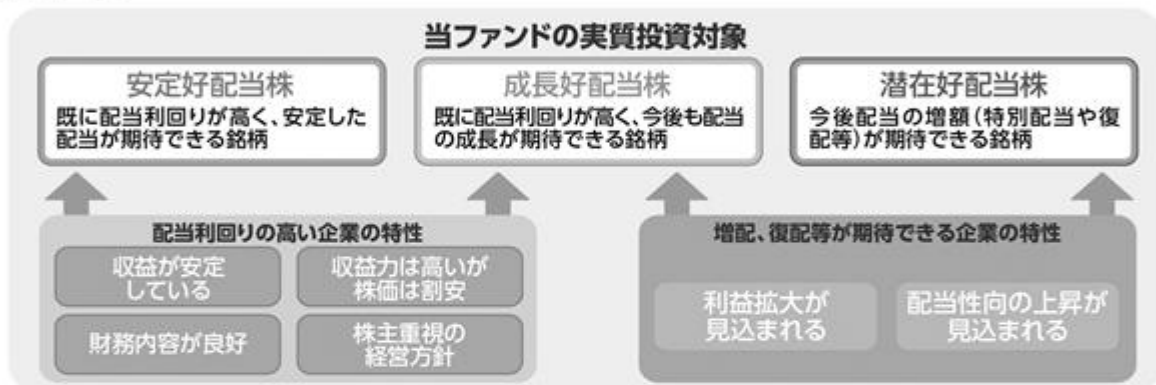 当ファンドの実質投資対象
安定好配当株
既に配当利回りが高く、安定した
配当が期待できる銘柄
成長好配当株
既に配当利回りが高く、今後も配当
の成長が期待できる銘柄
潜在好配当株
今後配当の増額(特別配当や復
配等)が期待できる銘柄
配当利回りの高い企業の特性
収益が安定
している
収益力は高いが
株価は割安
財務内容が良好
株主重視の
経営方針
増配、復配等が期待できる企業の特性
利益拡大が
見込まれる
配当性向の上昇が
見込まれる